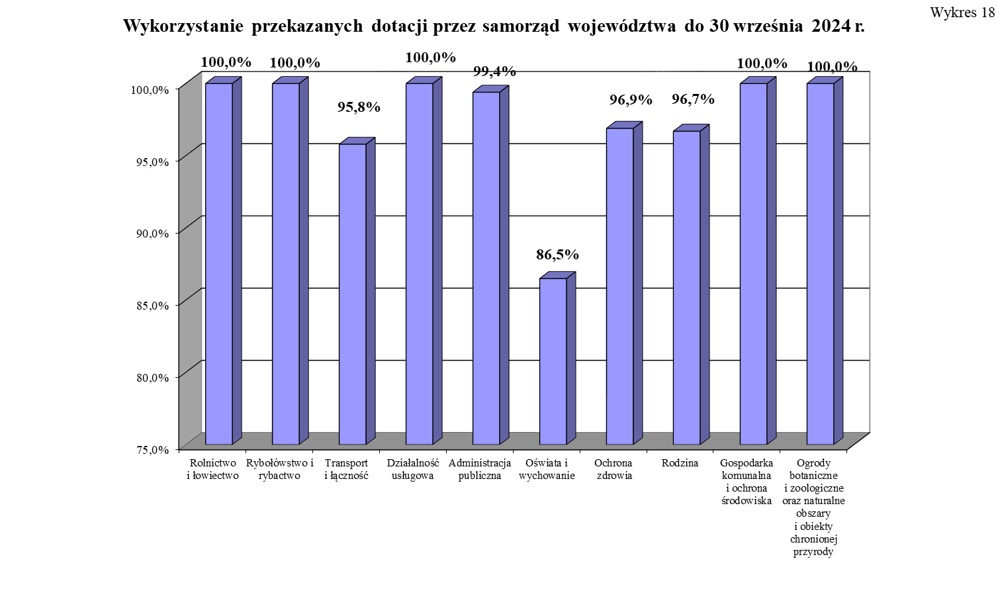 Wykres 18
Wykorzystanie przekazanych dotacji przez samorząd województwa do 30 września 2024 r.
100,0%
100,0%
95,8%
100,0%
99,4%
86,5%
96,9%
96,7%
100,0%
100,0%
100,0%
95,0%
90,0%
85,0%
80,0%
75,0%
Rolnictwo
i łowiectwo
Rybołówstwo i
rybactwo
Transport
i łączność
Działalność
usługowa
Administracja
publiczna
Oświata i
wychowanie
Ochrona
zdrowia
Rodzina
Gospodarka
komunalna
i ochrona
środowiska
Ogrody
botaniczne
i zoologiczne
oraz naturalne
obszary
i obiekty
chronionej
przyrody